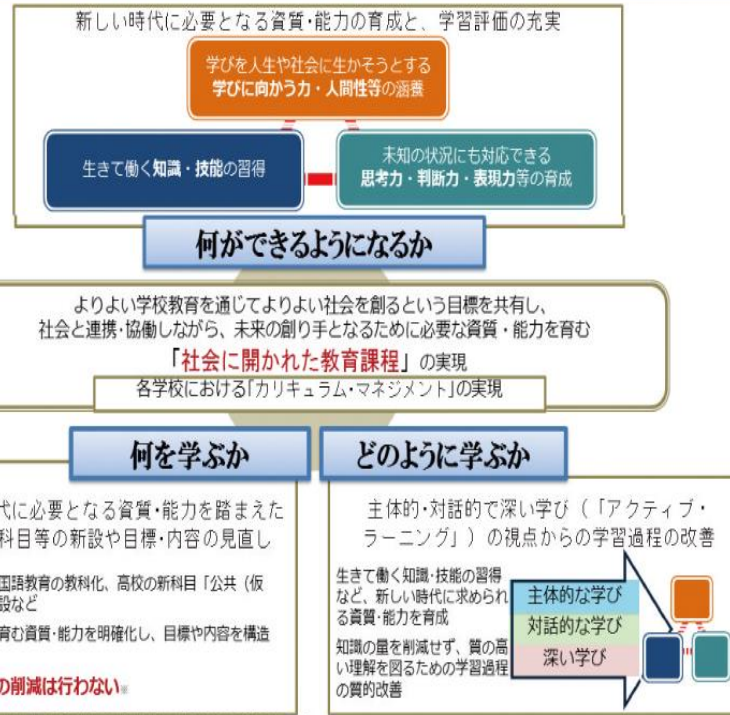 新しい時代に必要となる資質･能力の育成と、学習評価の充実
学びを人生や社会に生かそうとする
学びに向かう力・人間性等の涵養
生きて働く知識・技能の習得
未知の状況にも対応できる
思考力・判断力・表現力等の育成
何ができるようになるか
よりよい学校教育を通じてよりよい社会を創るという目標を共有し、
社会と連携･協働しながら、未来の創り手となるために必要な資質・能力を育む
「社会に開かれた教育課程」の実現
各学校における｢カリキュラム･マネジメント｣の実現
何を学ぶか
代に必要となる資質･能力を踏まえた
科目等の新設や目標･内容の見直し
国語教育の教科化、高校の新科目「公共（仮
設など
育む資質･能力を明確化し、目標や内容を構造
の削減は行わない※
どのように学ぶか
主体的･対話的で深い学び（「アクティブ・
ラーニング」）の視点からの学習過程の改善
生きて働く知識･技能の習得
など、新しい時代に求められ
る資質･能力を育成
知識の量を削減せず、質の高
い理解を図るための学習過程
の質的改善
主体的な学び
対話的な学び
深い学び